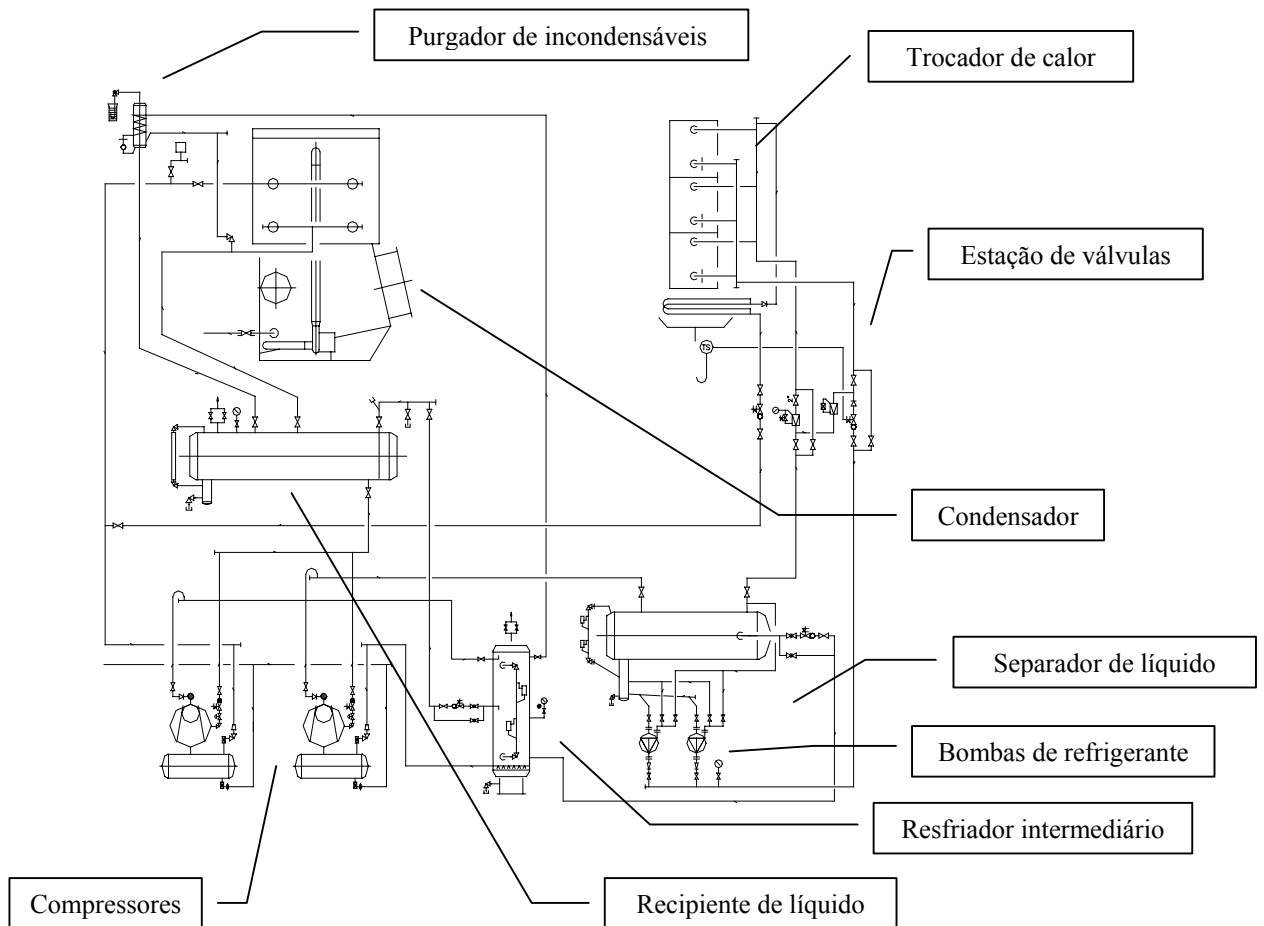 Purgador de incondensáveis
Trocador de calor
Estação de válvulas
TS
2"
Condensador
Separador de líquido
Bombas de refrigerante
Resfriador intermediário
Compressores
Recipiente de líquido